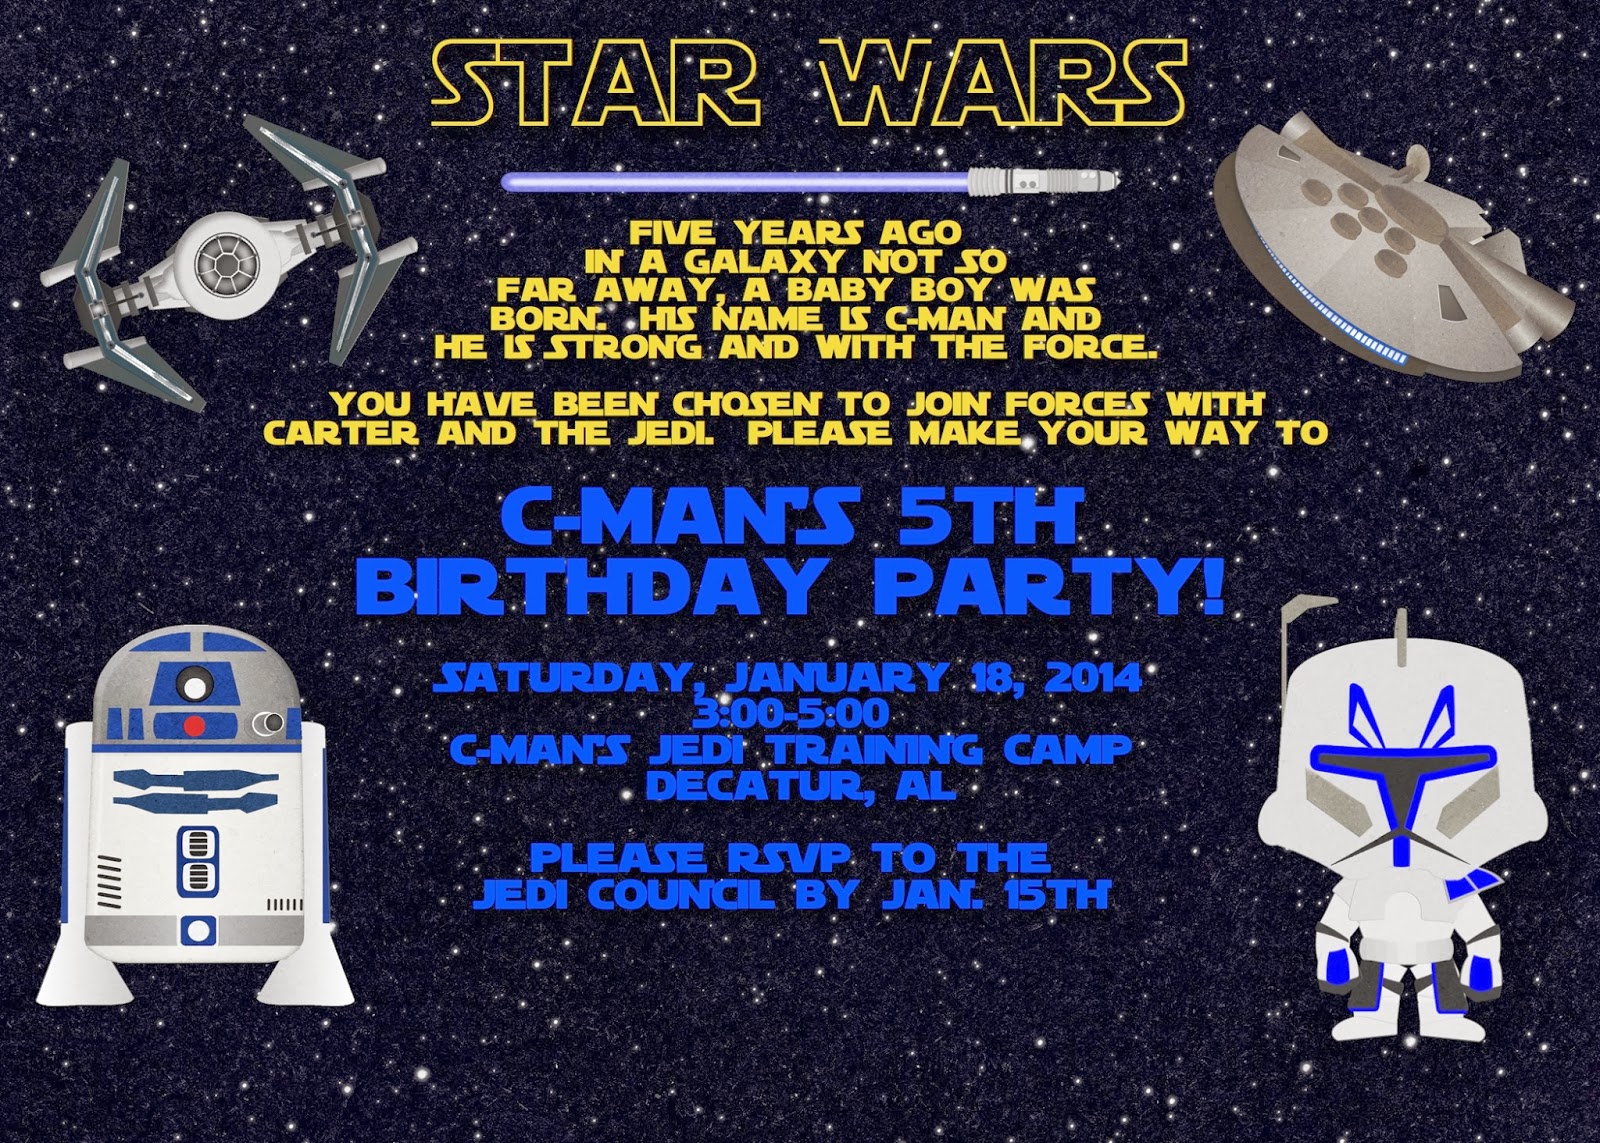 STAR WARS
FIVE YEARS AGO
IN A GALAXY NOT SO
FAR AWAY, A BABY BOY WAS
BORN. HIS NAME IS C-MAN AND
HE IS STRONG AND WITH THE FORCE.
YOU HAVE BEEN CHOSEN TO JOIN FORCES WITH
CARTER AND THE JEDI. PLEASE MAKE YOUR WAY TO
C-MAN'S 5TH
BIRTHDAY PARTY!
SATURDAY, JANUARY 18, 2014
3:00-5:00
C-MAN'S JEDI TRAINING CAMP
DECATUR, AL
PLEASE RSVP TO THE
JEDI COUNCIL BY JAN. 15TH